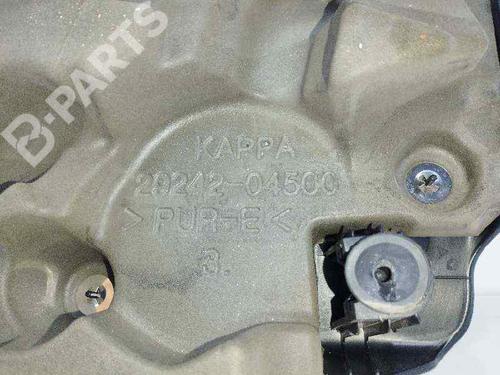 B-PARTS
KAPPA
29242-04500
>PUR-E<
3.